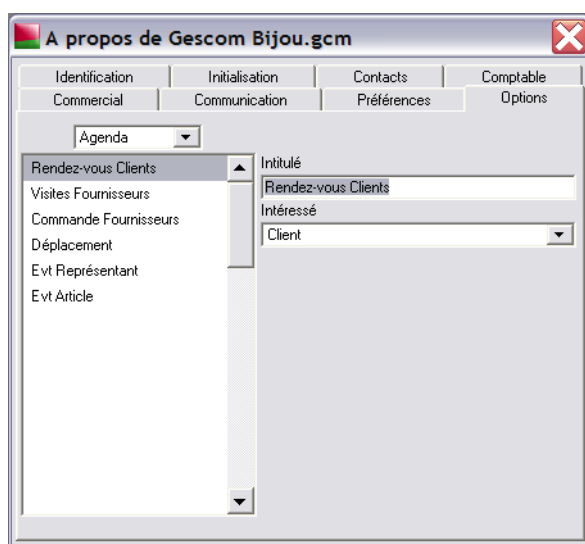 A propos de Gescom Bijou.gcm
Identification Initialisation Contacts Comptable
Commercial Communication Préférences Options
Agenda
Rendez-vous Clients
Visites Fournisseurs
Commande Fournisseurs
Déplacement
Evt Représentant
Evt Article
Intitulé
Rendez-vous Clients
Intéressé
Client